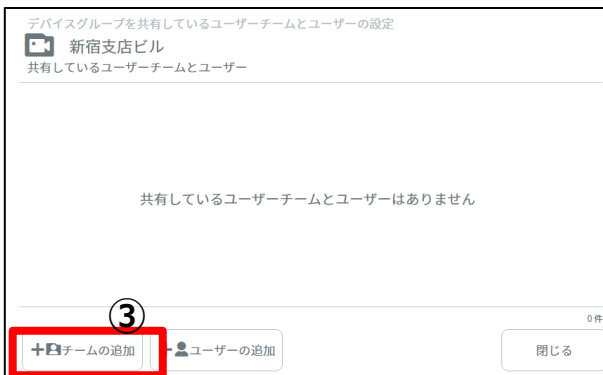 デバイスグループを共有しているユーザーチームとユーザーの設定
新宿支店ビル
共有しているユーザーチームとユーザー
共有しているユーザーチームとユーザーはありません
③
0件
+チームの追加 +ユーザーの追加 閉じる